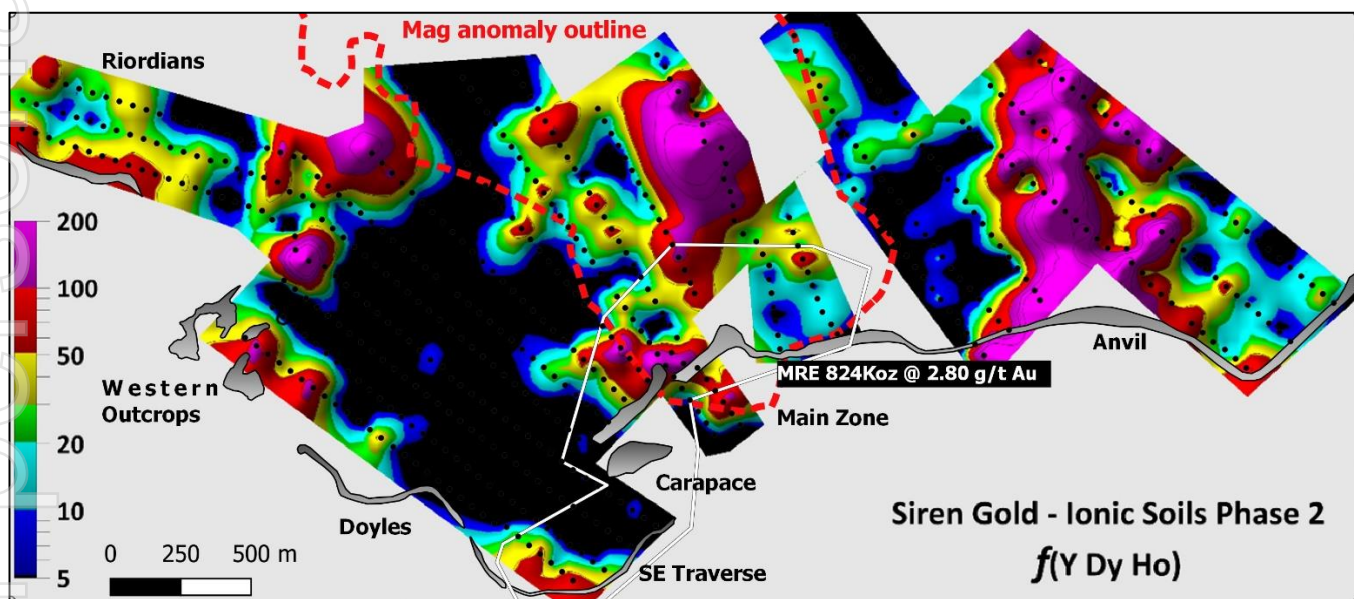 Mag anomaly outline
Riordians
200
100
50
20
10
5
Western
Outcrops
Anvil
MRE 824Koz @ 2.80 g/t Au
Main Zone
Carapace
Doyles
SE Traverse
0 250 500 m
Siren Gold - Ionic Soils Phase 2
f(Y Dy Ho)